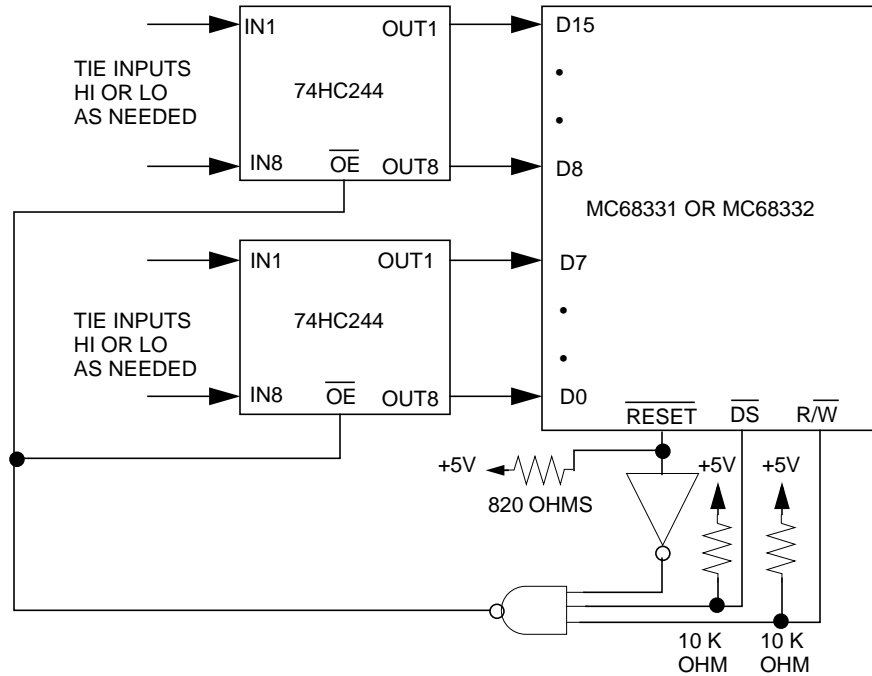 IN1
OUT1
D15
TIE INPUTS
HI OR LO
AS NEEDED
74HC244
IN8
OE
OUT8
D8
MC68331 OR MC68332
IN1
OUT1
D7
TIE INPUTS
HI OR LO
AS NEEDED
74HC244
IN8
OE
OUT8
D0
RESET
DS
R/W
+5V
820 OHMS
+5V
+5V
10 K
OHM
10 K
OHM